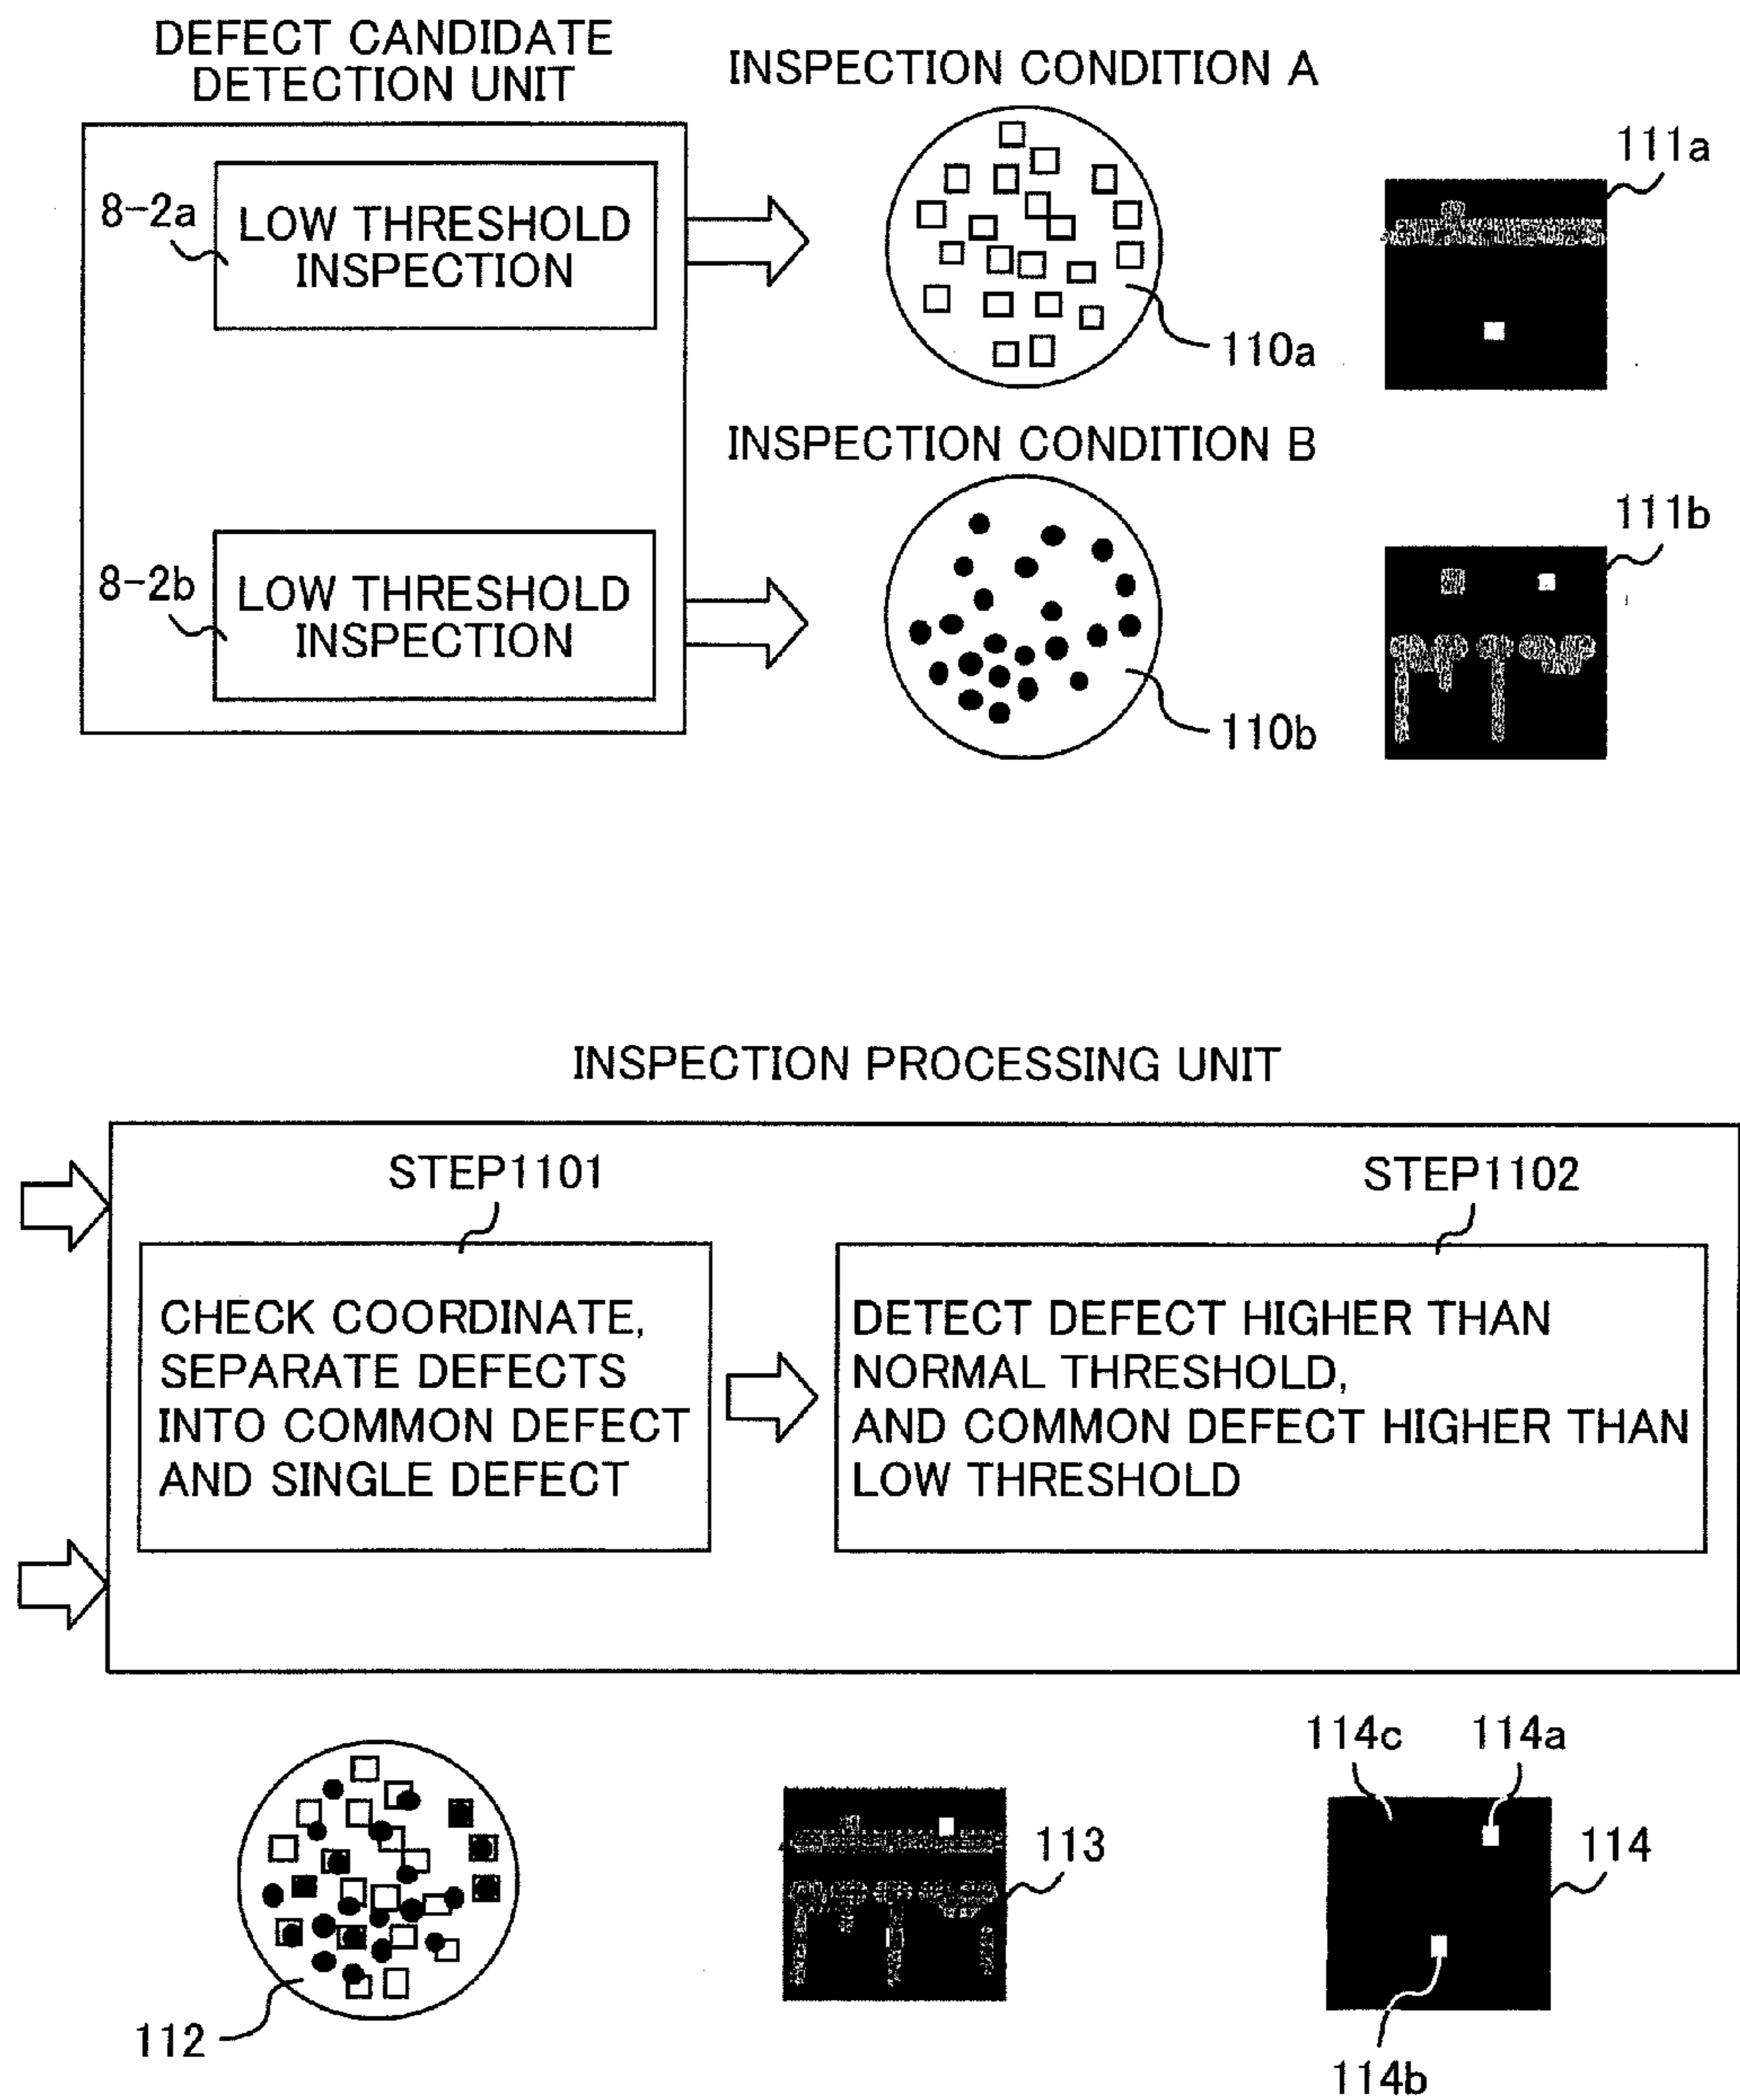 DEFECT CANDIDATE
DETECTION UNIT
INSPECTION CONDITION A
111a
8-2a
LOW THRESHOLD
INSPECTION
110a
INSPECTION CONDITION B
111b
8-2b
LOW THRESHOLD
INSPECTION
110b
INSPECTION PROCESSING UNIT
STEP1101
STEP1102
CHECK COORDINATE,
SEPARATE DEFECTS
INTO COMMON DEFECT
AND SINGLE DEFECT
DETECT DEFECT HIGHER THAN
NORMAL THRESHOLD,
AND COMMON DEFECT HIGHER THAN
LOW THRESHOLD
114c
114a
113
114
112
114b